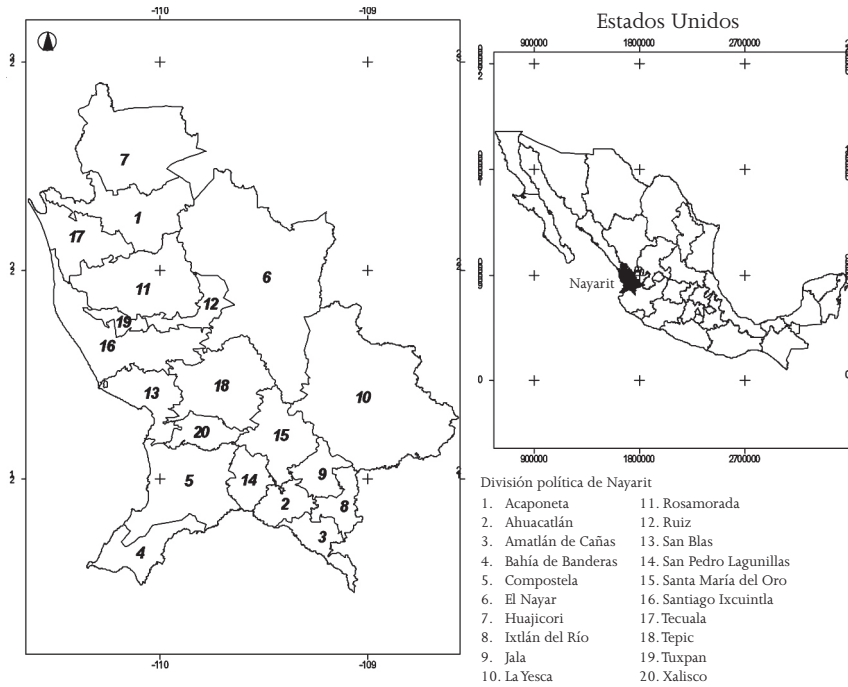 Estados Unidos
-110
-109
900000
1800000
2700000
7
1
17
6
11
12
19
16
13
18
10
20
15
5
14
9
2
8
3
4
Nayarit
0
0
900000
1800000
2700000
-110
-109
División política de Nayarit
1. Acaponeta
2. Ahuacatlán
3. Amatlán de Cañas
4. Bahía de Banderas
5. Compostela
6. El Nayar
7. Huajicori
8. Ixtlán del Río
9. Jala
10. La Yesca
11. Rosamorada
12. Ruiz
13. San Blas
14. San Pedro Lagunillas
15. Santa María del Oro
16. Santiago Ixcuintla
17. Tecuala
18. Tepic
19. Tuxpan
20. Xalisco